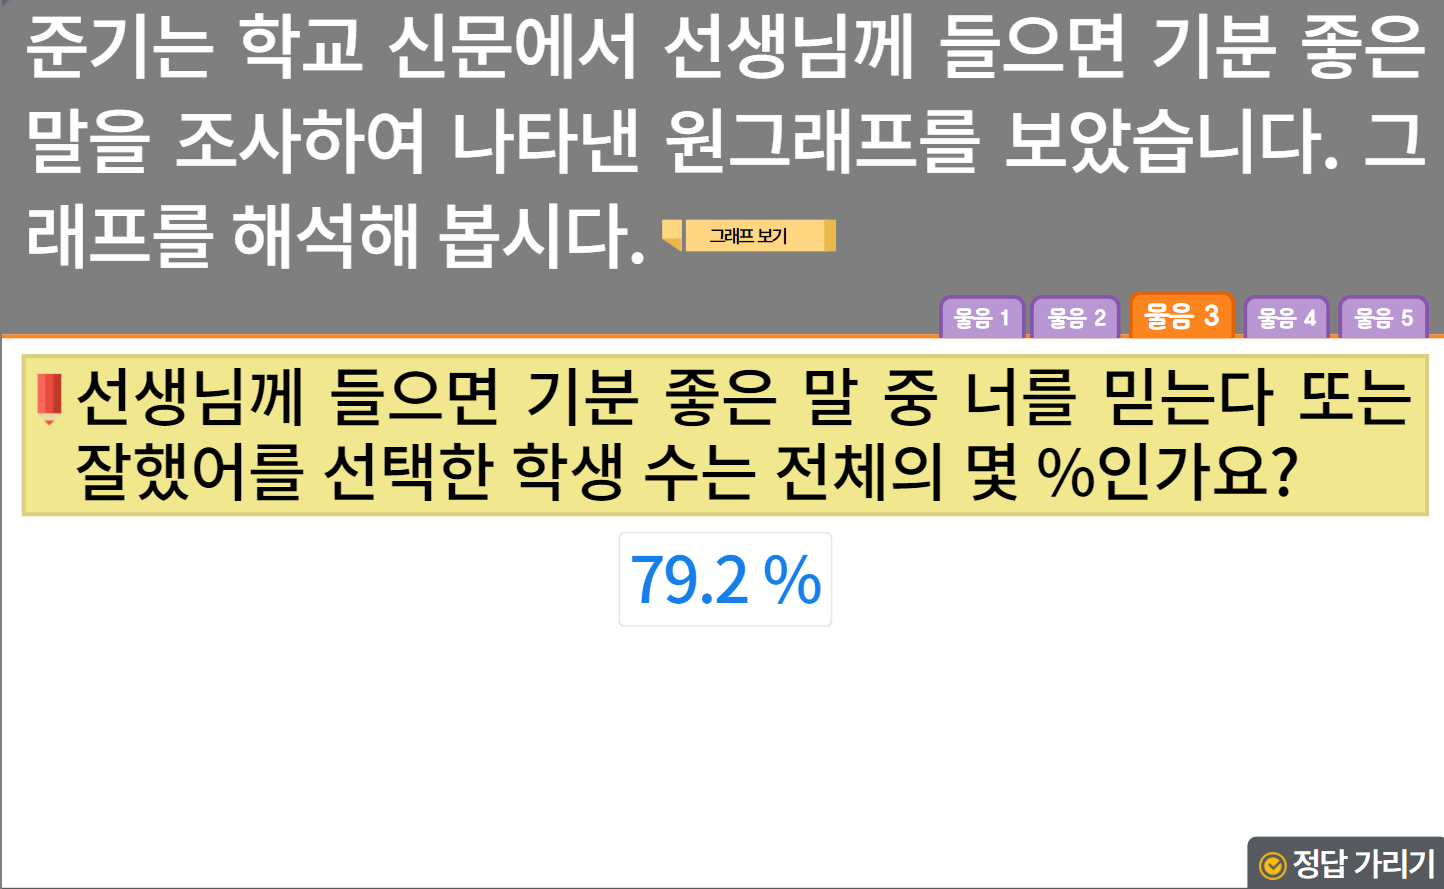 준기는 학교 신문에서 선생님께 들으면 기분 좋은
말을 조사하여 나타낸 원그래프를 보았습니다. 그
래프를 해석해 봅시다. 그래프 보기
물음 1 물음 2 물음 3 물음 4 물음 5
선생님께 들으면 기분 좋은 말 중 너를 믿는다 또는
잘했어를 선택한 학생 수는 전체의 몇 %인가요?
79.2 %
정답 가리기